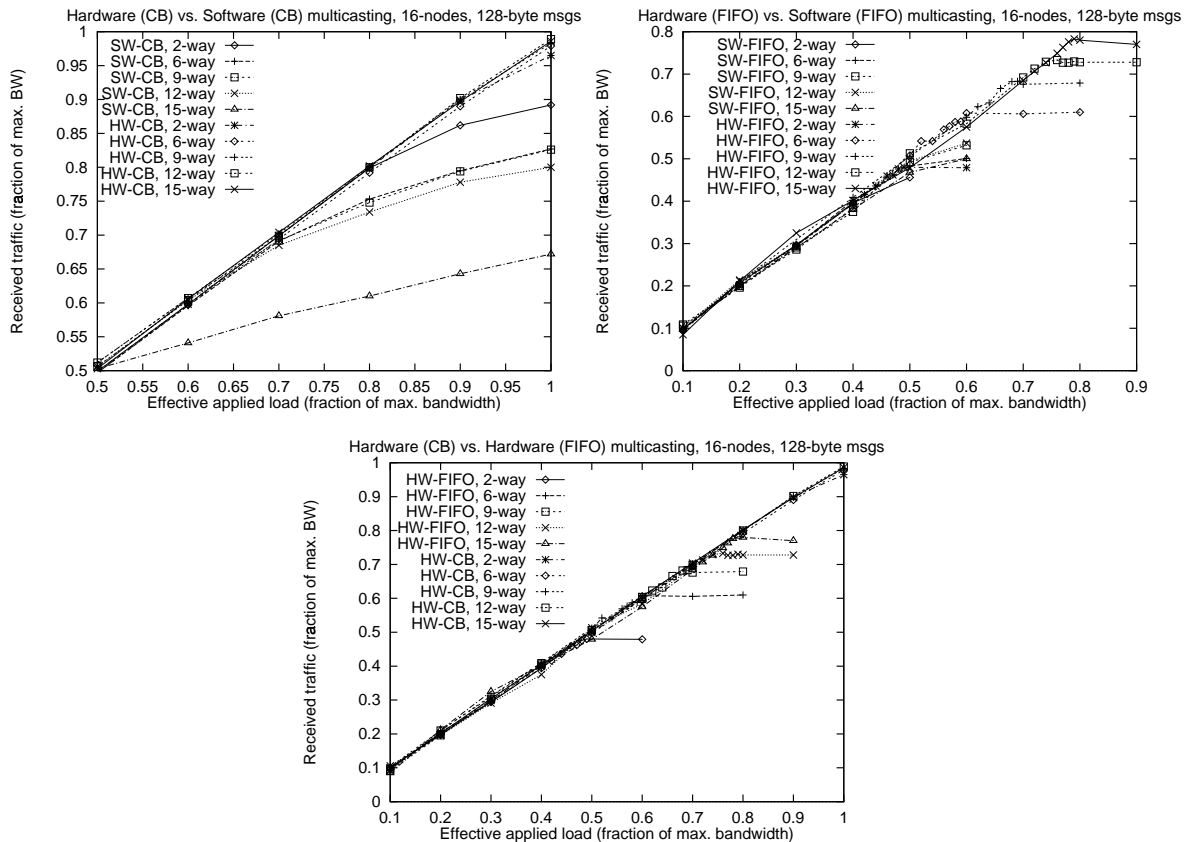 Hardware (CB) vs. Software (CB) multicasting, 16-nodes, 128-byte msgs
Received traffic (fraction of max. BW)
1
0.95
0.9
0.85
0.8
0.75
0.7
0.65
0.6
0.55
0.5
SW-CB, 2-way
SW-CB, 6-way
SW-CB, 9-way
SW-CB, 12-way
SW-CB, 15-way
HW-CB, 2-way
HW-CB, 6-way
HW-CB, 9-way
HW-CB, 12-way
HW-CB, 15-way
0.5 0.55 0.6 0.65 0.7 0.75 0.8 0.85 0.9 0.95 1
Effective applied load (fraction of max. bandwidth)
Hardware (FIFO) vs. Software (FIFO) multicasting, 16-nodes, 128-byte msgs
Received traffic (fraction of max. BW)
0.8
0.7
0.6
0.5
0.4
0.3
0.2
0.1
0
SW-FIFO, 2-way
SW-FIFO, 6-way
SW-FIFO, 9-way
SW-FIFO, 12-way
SW-FIFO, 15-way
HW-FIFO, 2-way
HW-FIFO, 6-way
HW-FIFO, 9-way
HW-FIFO, 12-way
HW-FIFO, 15-way
0.1 0.2 0.3 0.4 0.5 0.6 0.7 0.8 0.9
Effective applied load (fraction of max. bandwidth)
Hardware (CB) vs. Hardware (FIFO) multicasting, 16-nodes, 128-byte msgs
Received traffic (fraction of max. BW)
1
0.9
0.8
0.7
0.6
0.5
0.4
0.3
0.2
0.1
0
HW-FIFO, 2-way
HW-FIFO, 6-way
HW-FIFO, 9-way
HW-FIFO, 12-way
HW-FIFO, 15-way
HW-CB, 2-way
HW-CB, 6-way
HW-CB, 9-way
HW-CB, 12-way
HW-CB, 15-way
0.1 0.2 0.3 0.4 0.5 0.6 0.7 0.8 0.9 1
Effective applied load (fraction of max. bandwidth)